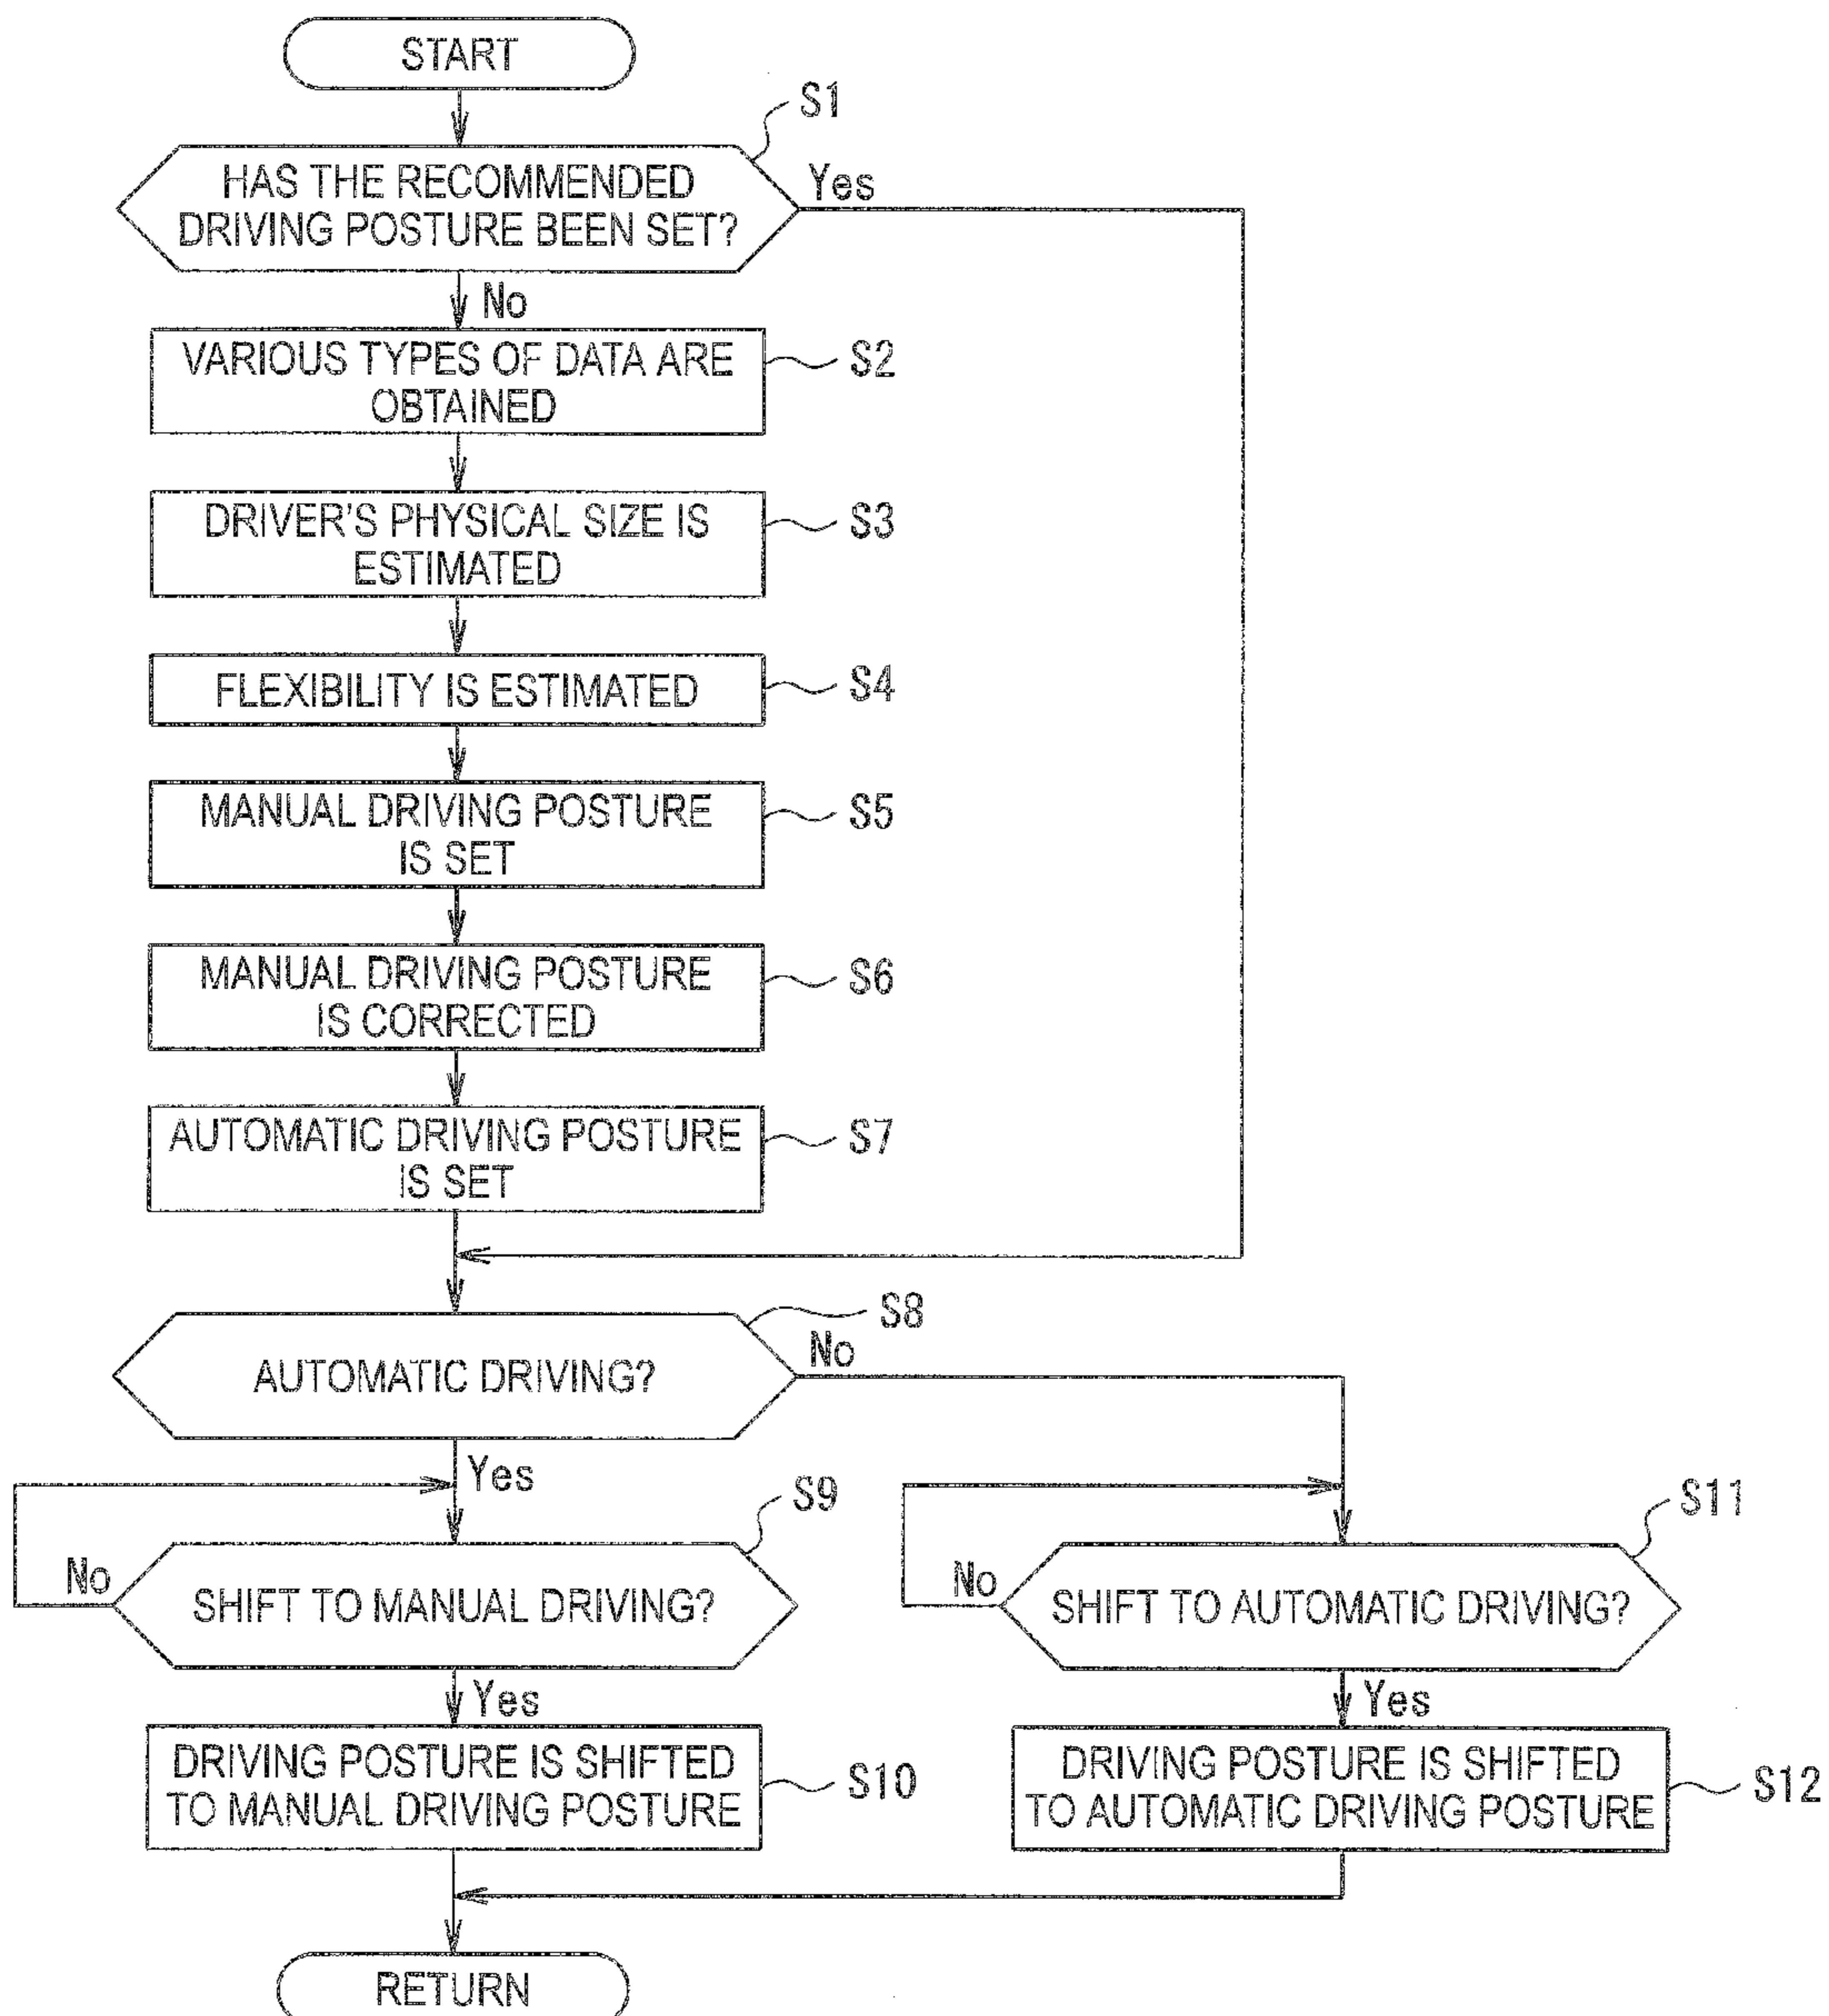 START
S1
HAS THE RECOMMENDED
DRIVING POSTURE BEEN SET?
Yes
No
VARIOUS TYPES OF DATA ARE
OBTAINED
S2
DRIVER'S PHYSICAL SIZE IS
ESTIMATED
S3
FLEXIBILITY IS ESTIMATED
S4
MANUAL DRIVING POSTURE
IS SET
S5
MANUAL DRIVING POSTURE
IS CORRECTED
S6
AUTOMATIC DRIVING POSTURE
IS SET
S7
S8
AUTOMATIC DRIVING?
No
Yes
S9
No
SHIFT TO MANUAL DRIVING?
Yes
DRIVING POSTURE IS SHIFTED
TO MANUAL DRIVING POSTURE
S10
S11
No
SHIFT TO AUTOMATIC DRIVING?
Yes
DRIVING POSTURE IS SHIFTED
TO AUTOMATIC DRIVING POSTURE
S12
RETURN